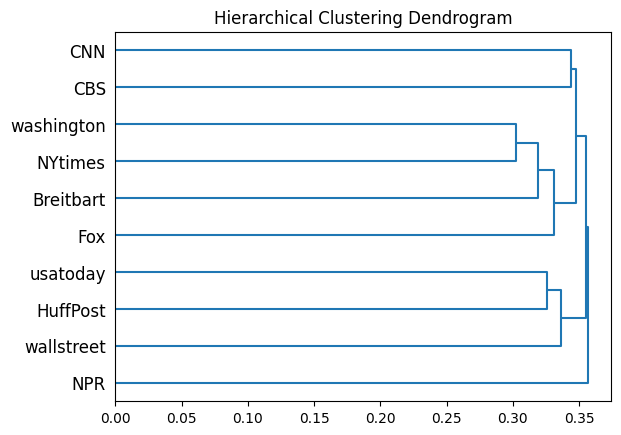 Hierarchical Clustering Dendrogram
CNN
CBS
washington
NYtimes
Breitbart
Fox
usatoday
HuffPost
wallstreet
NPR
0.00 0.05 0.10 0.15 0.20 0.25 0.30 0.35